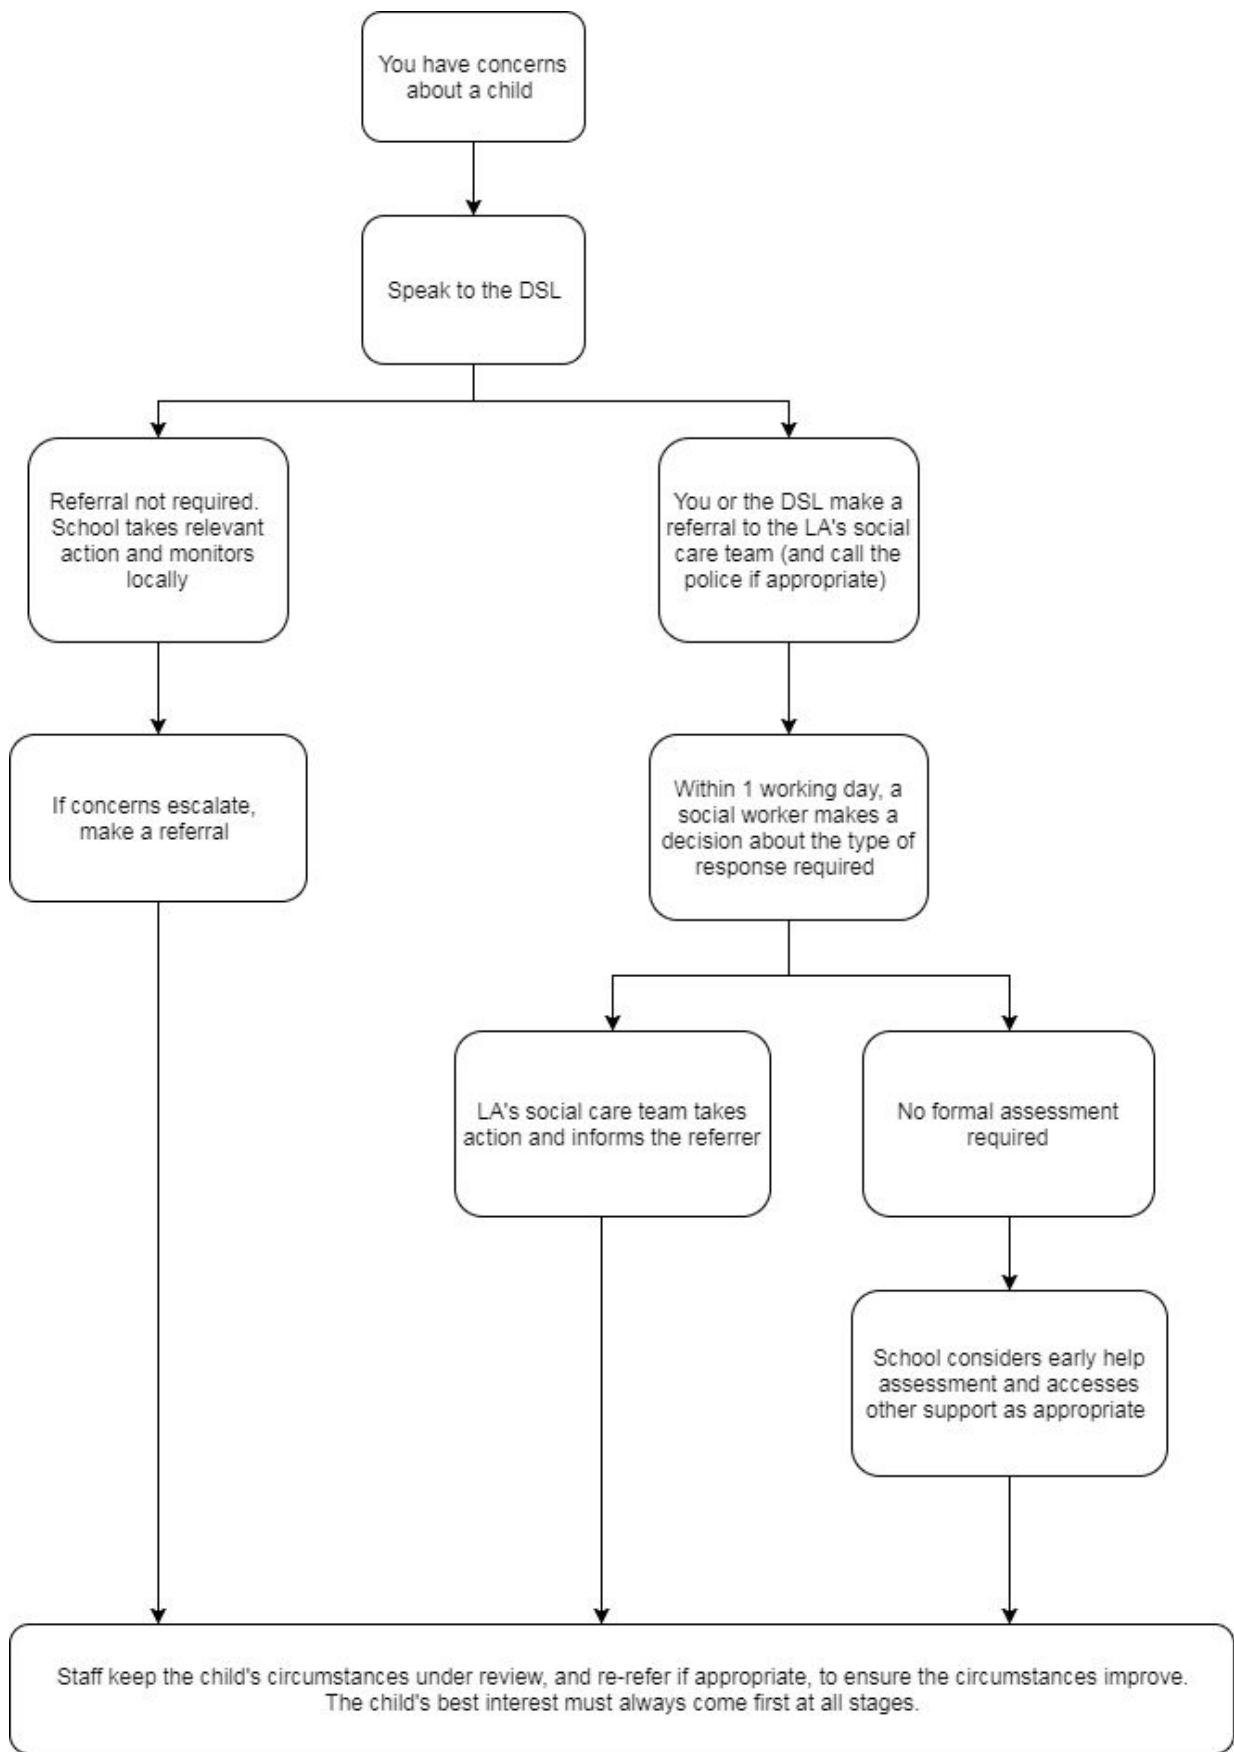 You have concerns
about a child
Speak to the DSL
Referral not required.
School takes relevant
action and monitors
locally
You or the DSL make a
referral to the LA's social
care team (and call the
police if appropriate)
If concerns escalate,
make a referral
Within 1 working day, a
social worker makes a
decision about the type of
response required
LA's social care team takes
action and informs the referrer
No formal assessment
required
School considers early help
assessment and accesses
other support as appropriate
Staff keep the child's circumstances under review, and re-refer if appropriate, to ensure the circumstances improve.
The child's best interest must always come first at all stages.